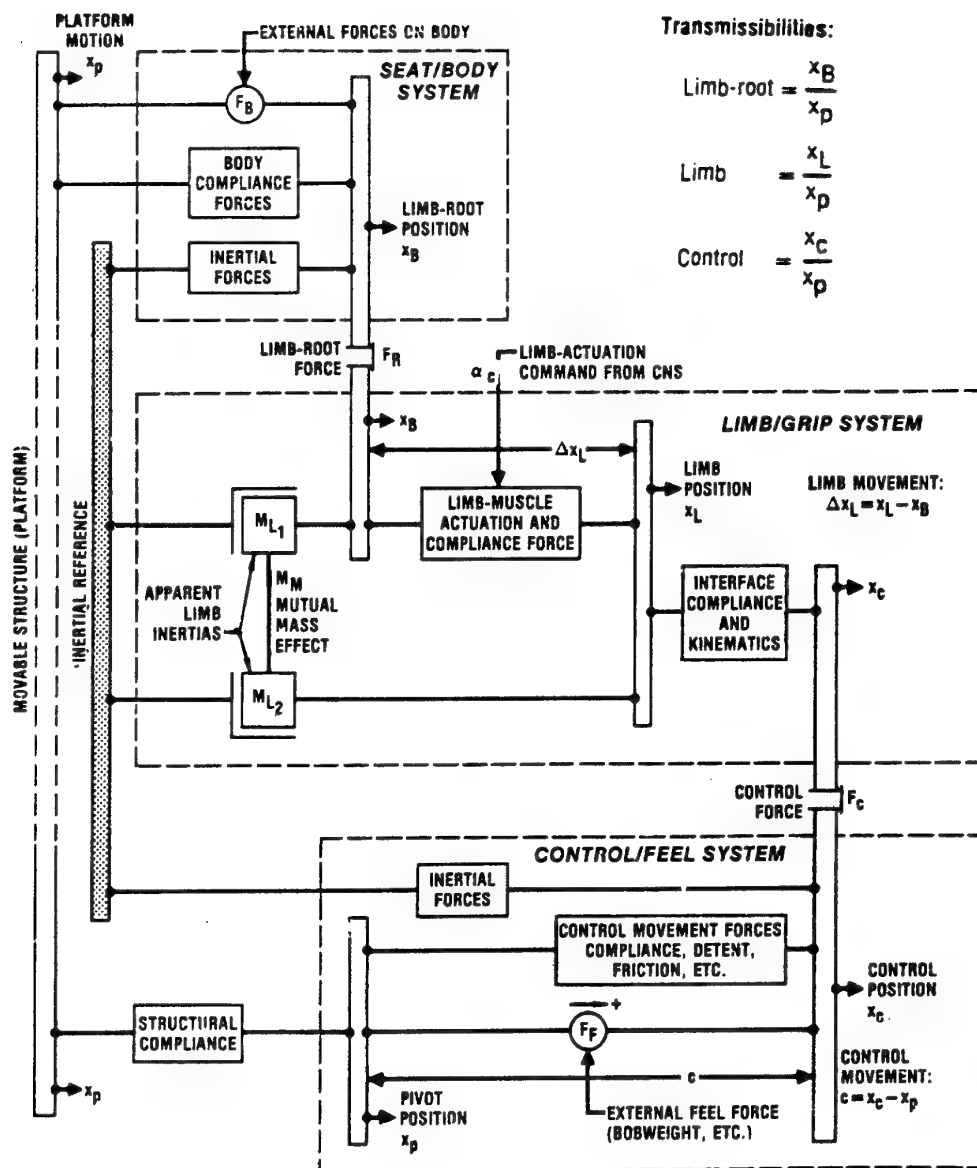 PLATFORM
MOTION
xp
EXTERNAL FORCES ON BODY
SEAT/BODY
SYSTEM
FB
BODY
COMPLIANCE
FORCES
INERTIAL
FORCES
LIMB-ROOT
POSITION
xB
Transmissibilities:
Limb-root = xB/xp
Limb = xL/xp
Control = xC/xp
LIMB-ROOT
FORCE
FR
LIMB-ACTUATION
COMMAND FROM CNS
αc
LIMB/GRIP SYSTEM
xB
ΔxL
LIMB
POSITION
xL
LIMB MOVEMENT:
ΔxL = xL – xB
ML1
LIMB-MUSCLE
ACTUATION AND
COMPLIANCE FORCE
MM
MUTUAL
MASS
EFFECT
APPARENT
LIMB
INERTIAS
ML2
INTERFACE
COMPLIANCE
AND
KINEMATICS
xc
MOVABLE STRUCTURE (PLATFORM)
INERTIAL REFERENCE
CONTROL
FORCE
Fc
CONTROL/FEEL SYSTEM
INERTIAL
FORCES
CONTROL MOVEMENT FORCES
COMPLIANCE, DETENT,
FRICTION, ETC.
CONTROL
POSITION
xc
STRUCTURAL
COMPLIANCE
+
FF
c
CONTROL
MOVEMENT:
c = xc – xp
EXTERNAL FEEL FORCE
(BOBWEIGHT, ETC.)
PIVOT
POSITION
xp
xp